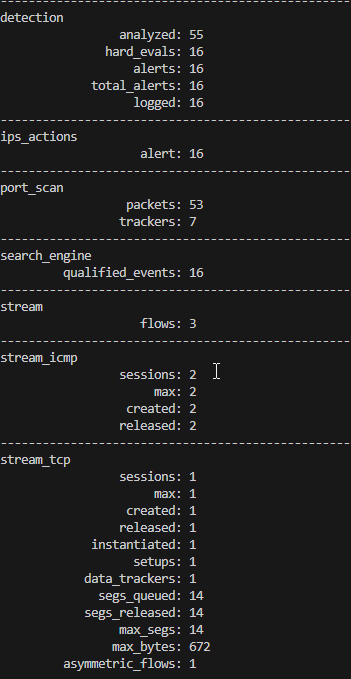 --------------------------------------------------
detection
analyzed: 55
hard_evals: 16
alerts: 16
total_alerts: 16
logged: 16
--------------------------------------------------
ips_actions
alert: 16
--------------------------------------------------
port_scan
packets: 53
trackers: 7
--------------------------------------------------
search_engine
qualified_events: 16
--------------------------------------------------
stream
flows: 3
--------------------------------------------------
stream_icmp
sessions: 2
max: 2
created: 2
released: 2
--------------------------------------------------
stream_tcp
sessions: 1
max: 1
created: 1
released: 1
instantiated: 1
setups: 1
data_trackers: 1
segs_queued: 14
segs_released: 14
max_segs: 14
max_bytes: 672
asymmetric_flows: 1